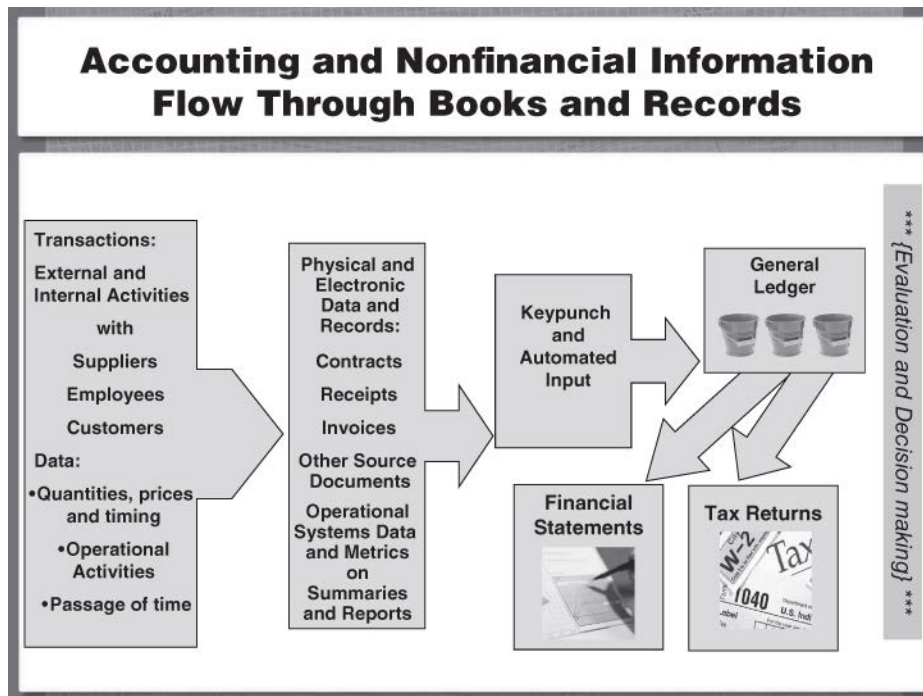 Accounting and Nonfinancial Information
Flow Through Books and Records
Transactions:
External and
Internal Activities
with
Suppliers
Employees
Customers
Data:
•Quantities, prices
and timing
•Operational
Activities
•Passage of time
Physical and
Electronic
Data and
Records:
Contracts
Receipts
Invoices
Other Source
Documents
Operational
Systems Data
and Metrics
on
Summaries
and Reports
Keypunch
and
Automated
Input
General
Ledger
Financial
Statements
Tax Returns
W-2
Tax
1040
U.S. Indi
*** {Evaluation and Decision making} ***